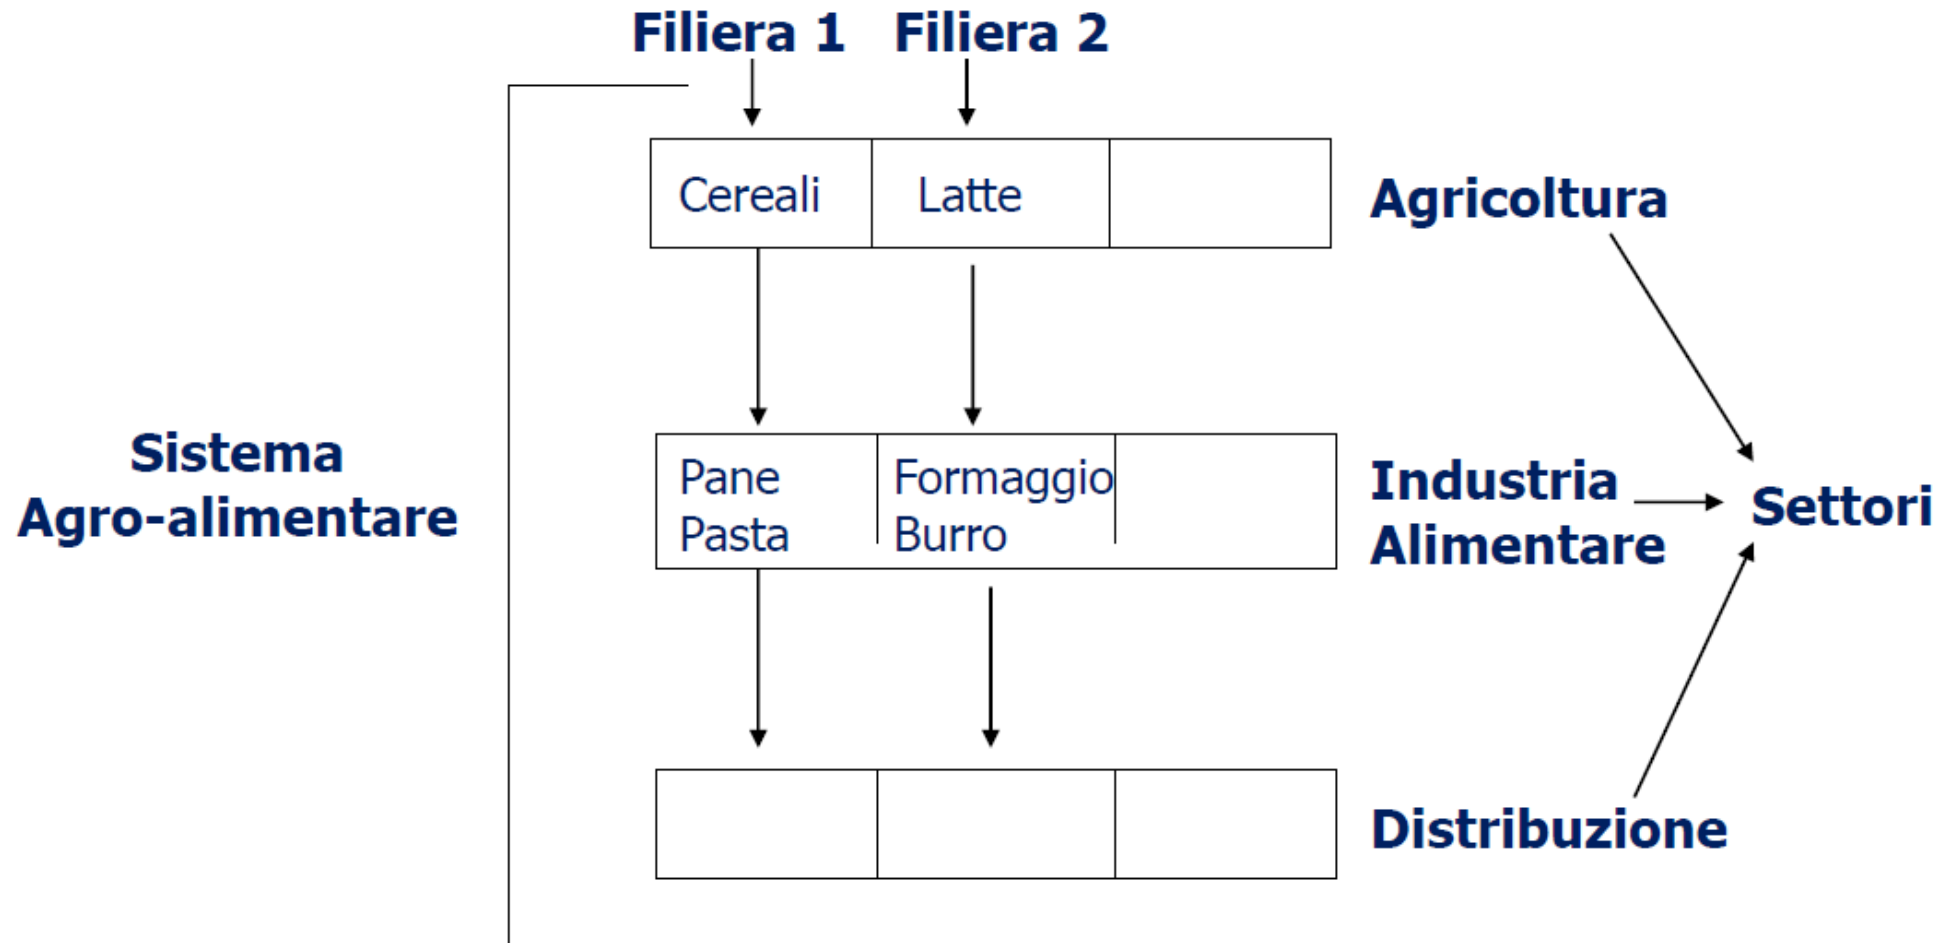 Filiera 1
Filiera 2
Cereali
Latte
Agricoltura
Sistema
Agro-alimentare
Pane
Pasta
Formaggio
Burro
Industria
Alimentare
Settori
Distribuzione